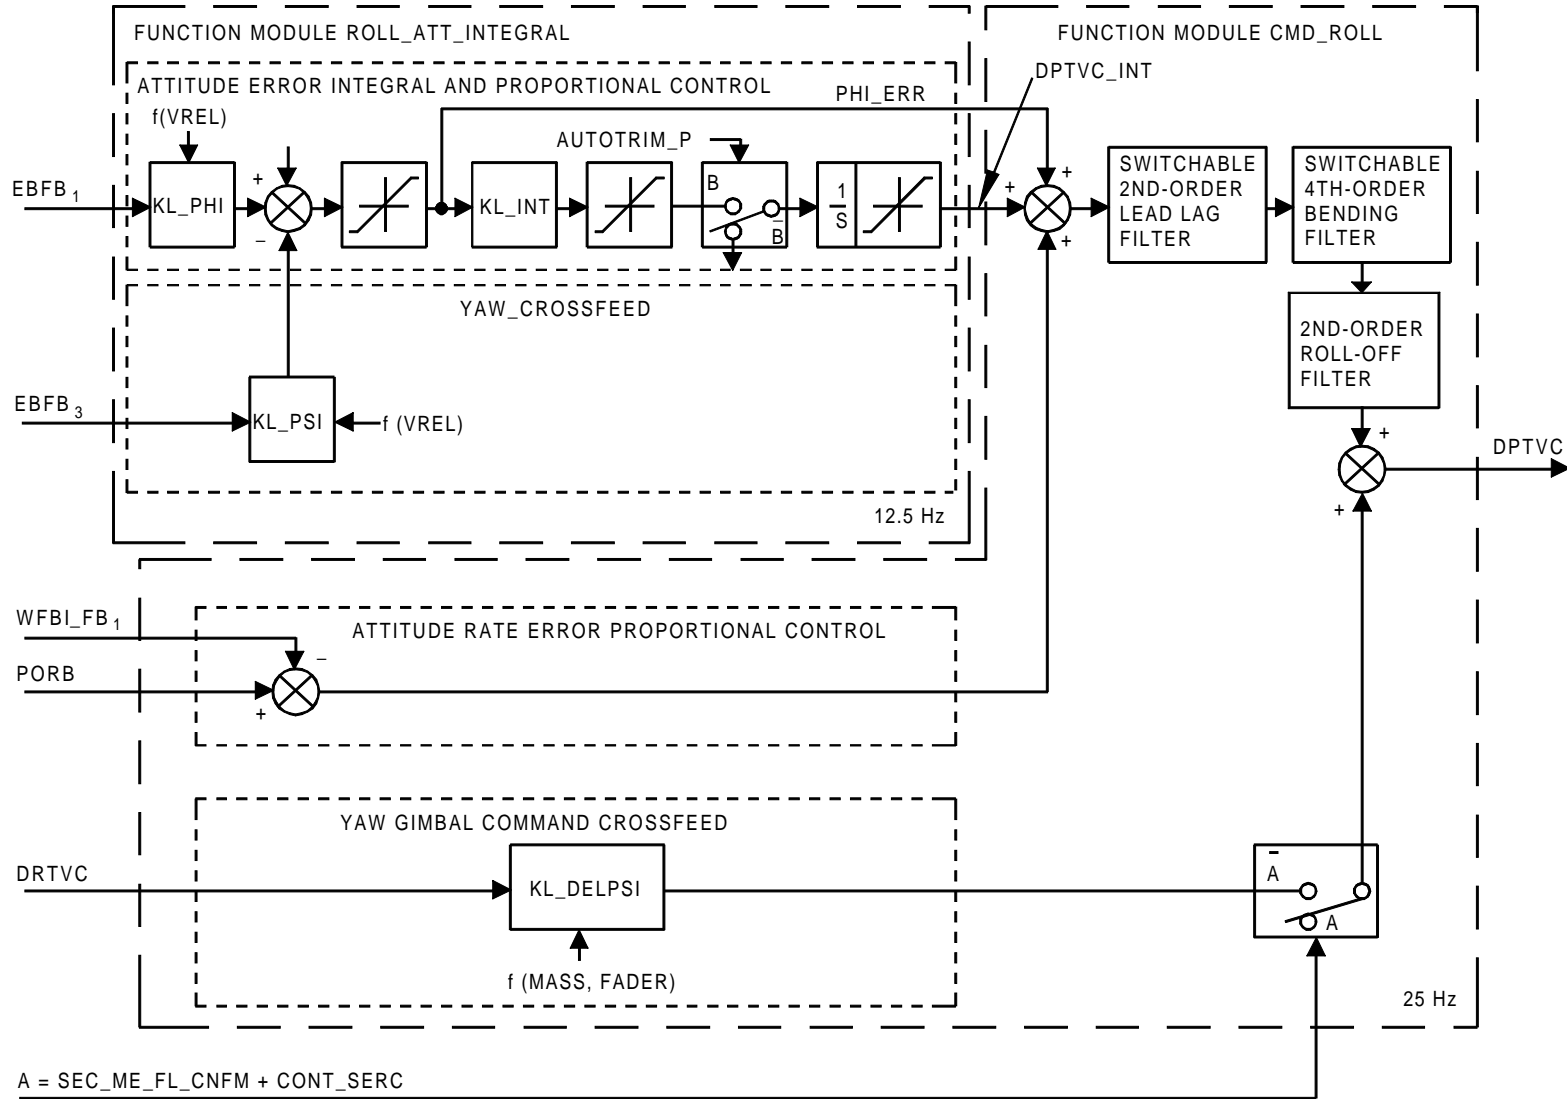 FUNCTION MODULE ROLL_ATT_INTEGRAL
FUNCTION MODULE CMD_ROLL
ATTITUDE ERROR INTEGRAL AND PROPORTIONAL CONTROL
DPTVC_INT
f(VREL)
PHI_ERR
AUTOTRIM_P
EBFB 1
KL_PHI
+
–
KL_INT
B
B̅
1
S
+
+
+
SWITCHABLE
2ND-ORDER
LEAD LAG
FILTER
SWITCHABLE
4TH-ORDER
BENDING
FILTER
YAW_CROSSFEED
2ND-ORDER
ROLL-OFF
FILTER
EBFB 3
KL_PSI
f (VREL)
+
+
DPTVC
12.5 Hz
WFBI_FB 1
ATTITUDE RATE ERROR PROPORTIONAL CONTROL
–
PORB
+
YAW GIMBAL COMMAND CROSSFEED
DRTVC
KL_DELPSI
A̅
A
f (MASS, FADER)
25 Hz
A = SEC_ME_FL_CNFM + CONT_SERC